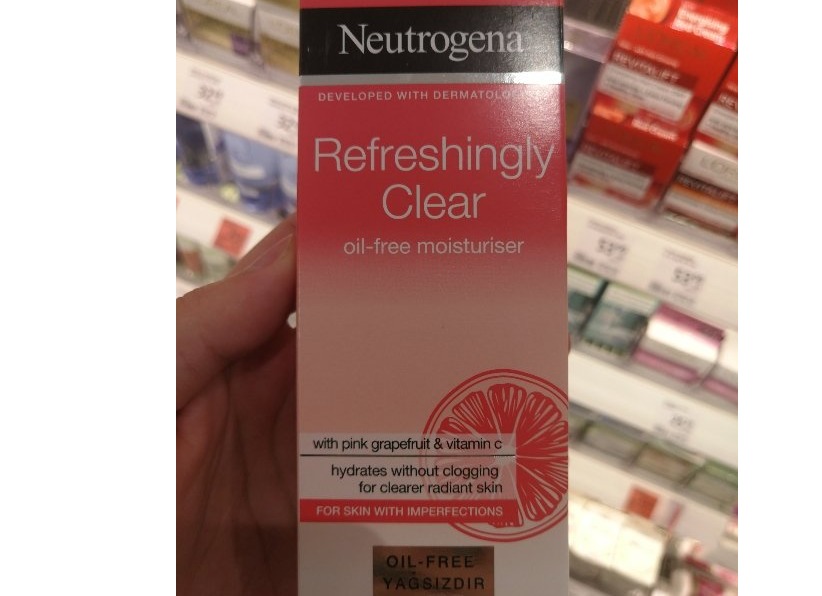 Neutrogena
DEVELOPED WITH
Refreshingly
Clear
oil-free moisturiser
with pink grapefruit & vitamin c
hydrates without clogging
for clearer radiant skin
FOR SKIN WITH IMPERFECTIONS
OIL-FREE
YAĞSIZDIR
REVITALIFT